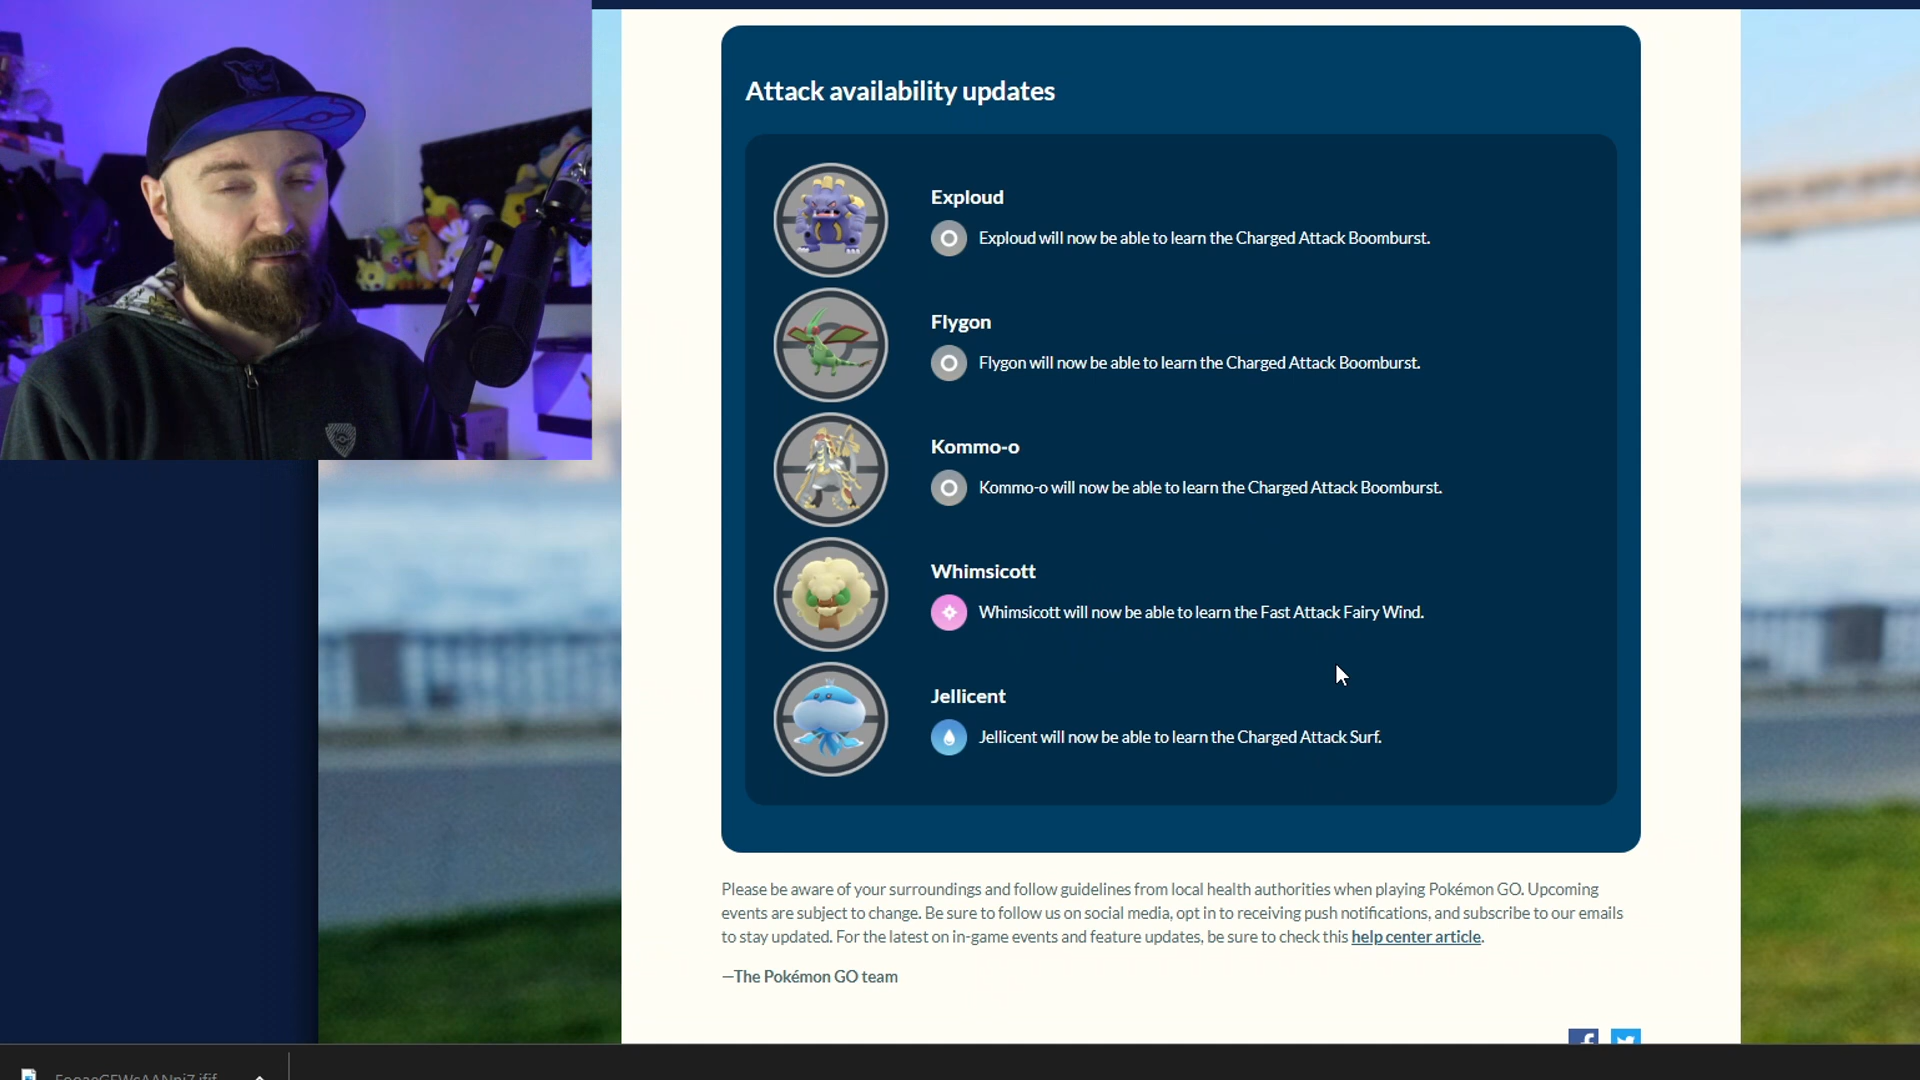 Attack availability updates
Exploud
Exploud will now be able to learn the Charged Attack Boomburst.
Flygon
Flygon will now be able to learn the Charged Attack Boomburst.
Kommo-o
Kommo-o will now be able to learn the Charged Attack Boomburst.
Whimsicott
Whimsicott will now be able to learn the Fast Attack Fairy Wind.
Jellicent
Jellicent will now be able to learn the Charged Attack Surf.
Please be aware of your surroundings and follow guidelines from local health authorities when playing Pokémon GO. Upcoming
events are subject to change. Be sure to follow us on social media, opt in to receiving push notifications, and subscribe to our emails
to stay updated. For the latest on in-game events and feature updates, be sure to check this help center article.
—The Pokémon GO team